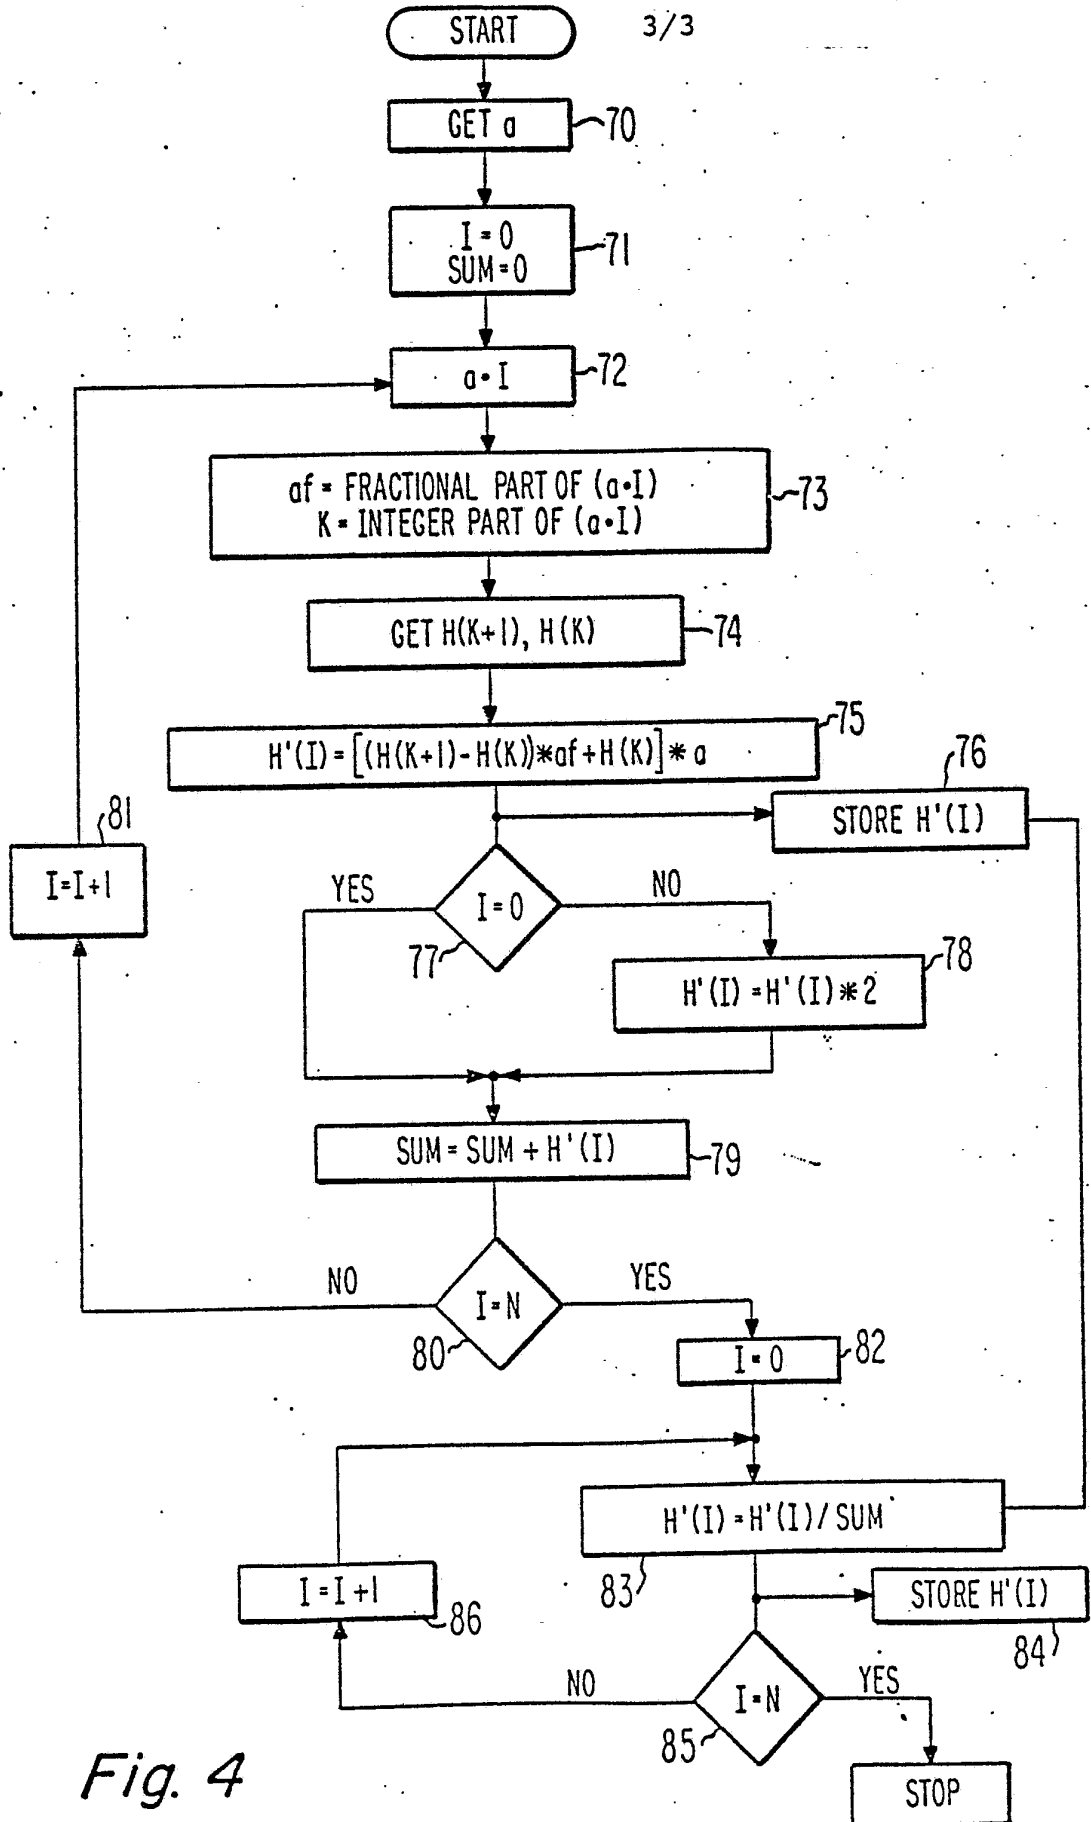 START
3/3
GET a
70
I=0
SUM=0
71
a•I
72
af = FRACTIONAL PART OF (a•I)
K = INTEGER PART OF (a•I)
73
GET H(K+1), H(K)
74
75
H'(I) = [(H(K+1)-H(K))*af+H(K)]* a
76
STORE H'(I)
81
I=I+1
YES
I=0
NO
77
78
H'(I) = H'(I)*2
SUM = SUM + H'(I)
79
NO
I=N
YES
80
I=0
82
H'(I) = H'(I)/SUM
83
I=I+1
86
STORE H'(I)
84
NO
I=N
YES
85
STOP
Fig. 4